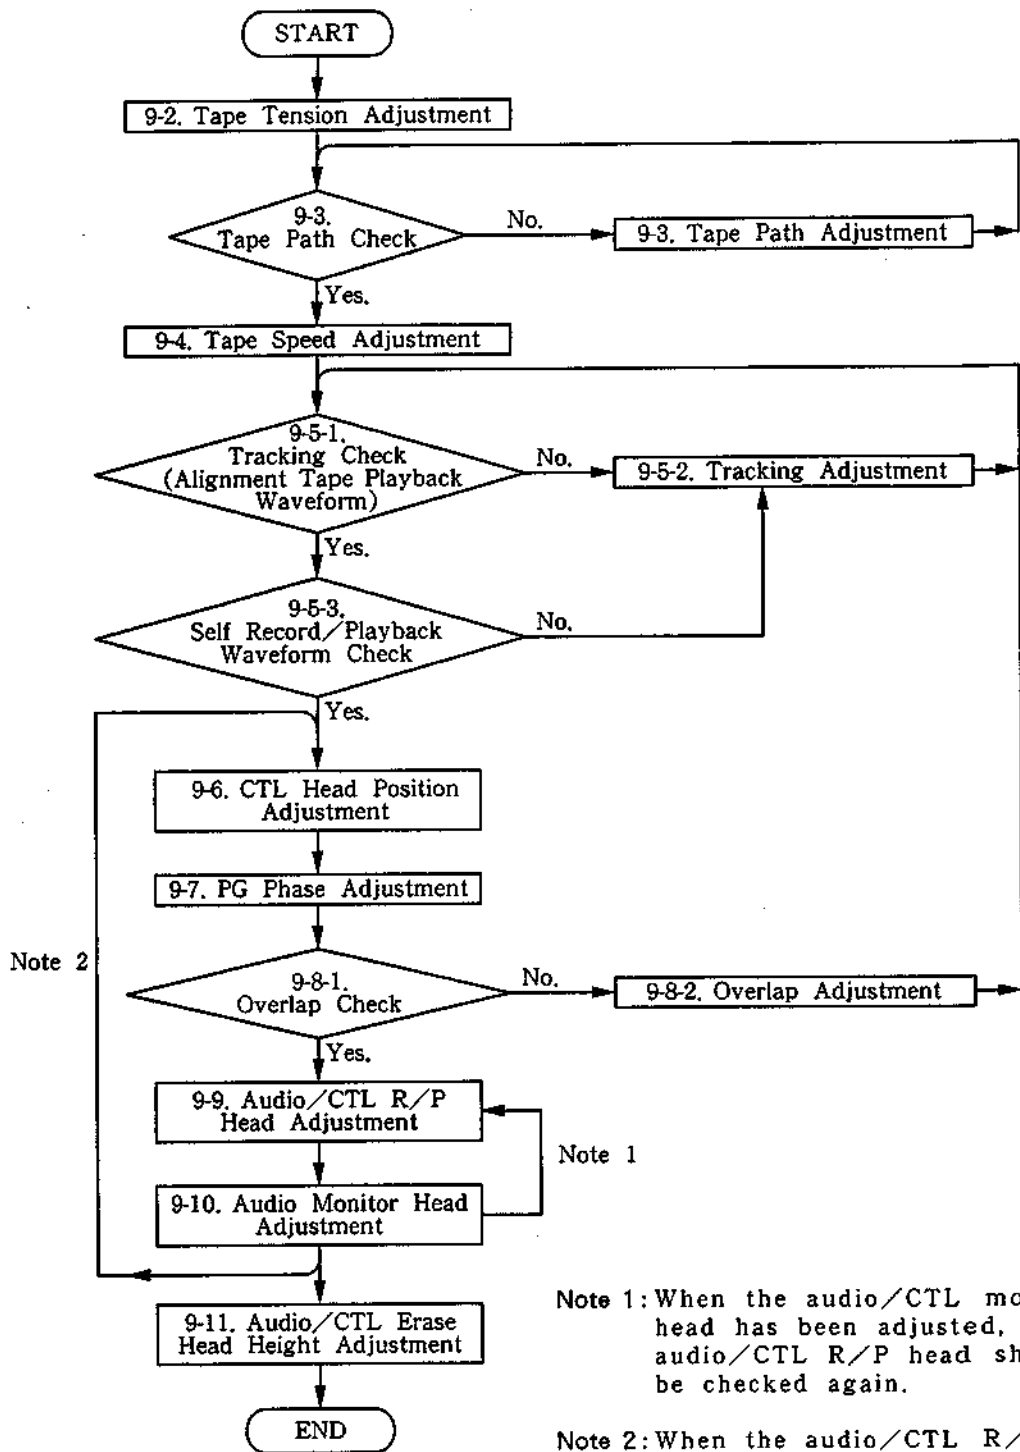 START
9-2. Tape Tension Adjustment
9-3.
Tape Path Check
No.
9-3. Tape Path Adjustment
Yes.
9-4. Tape Speed Adjustment
9-5-1.
Tracking Check
(Alignment Tape Playback
Waveform)
No.
9-5-2. Tracking Adjustment
Yes.
9-5-3.
Self Record/Playback
Waveform Check
No.
Yes.
9-6. CTL Head Position
Adjustment
9-7. PG Phase Adjustment
Note 2
9-8-1.
Overlap Check
No.
9-8-2. Overlap Adjustment
Yes.
9-9. Audio/CTL R/P
Head Adjustment
Note 1
9-10. Audio Monitor Head
Adjustment
9-11. Audio/CTL Erase
Head Height Adjustment
END
Note 1: When the audio/CTL mo
head has been adjusted,
audio/CTL R/P head sh
be checked again.
Note 2: When the audio/CTL R/